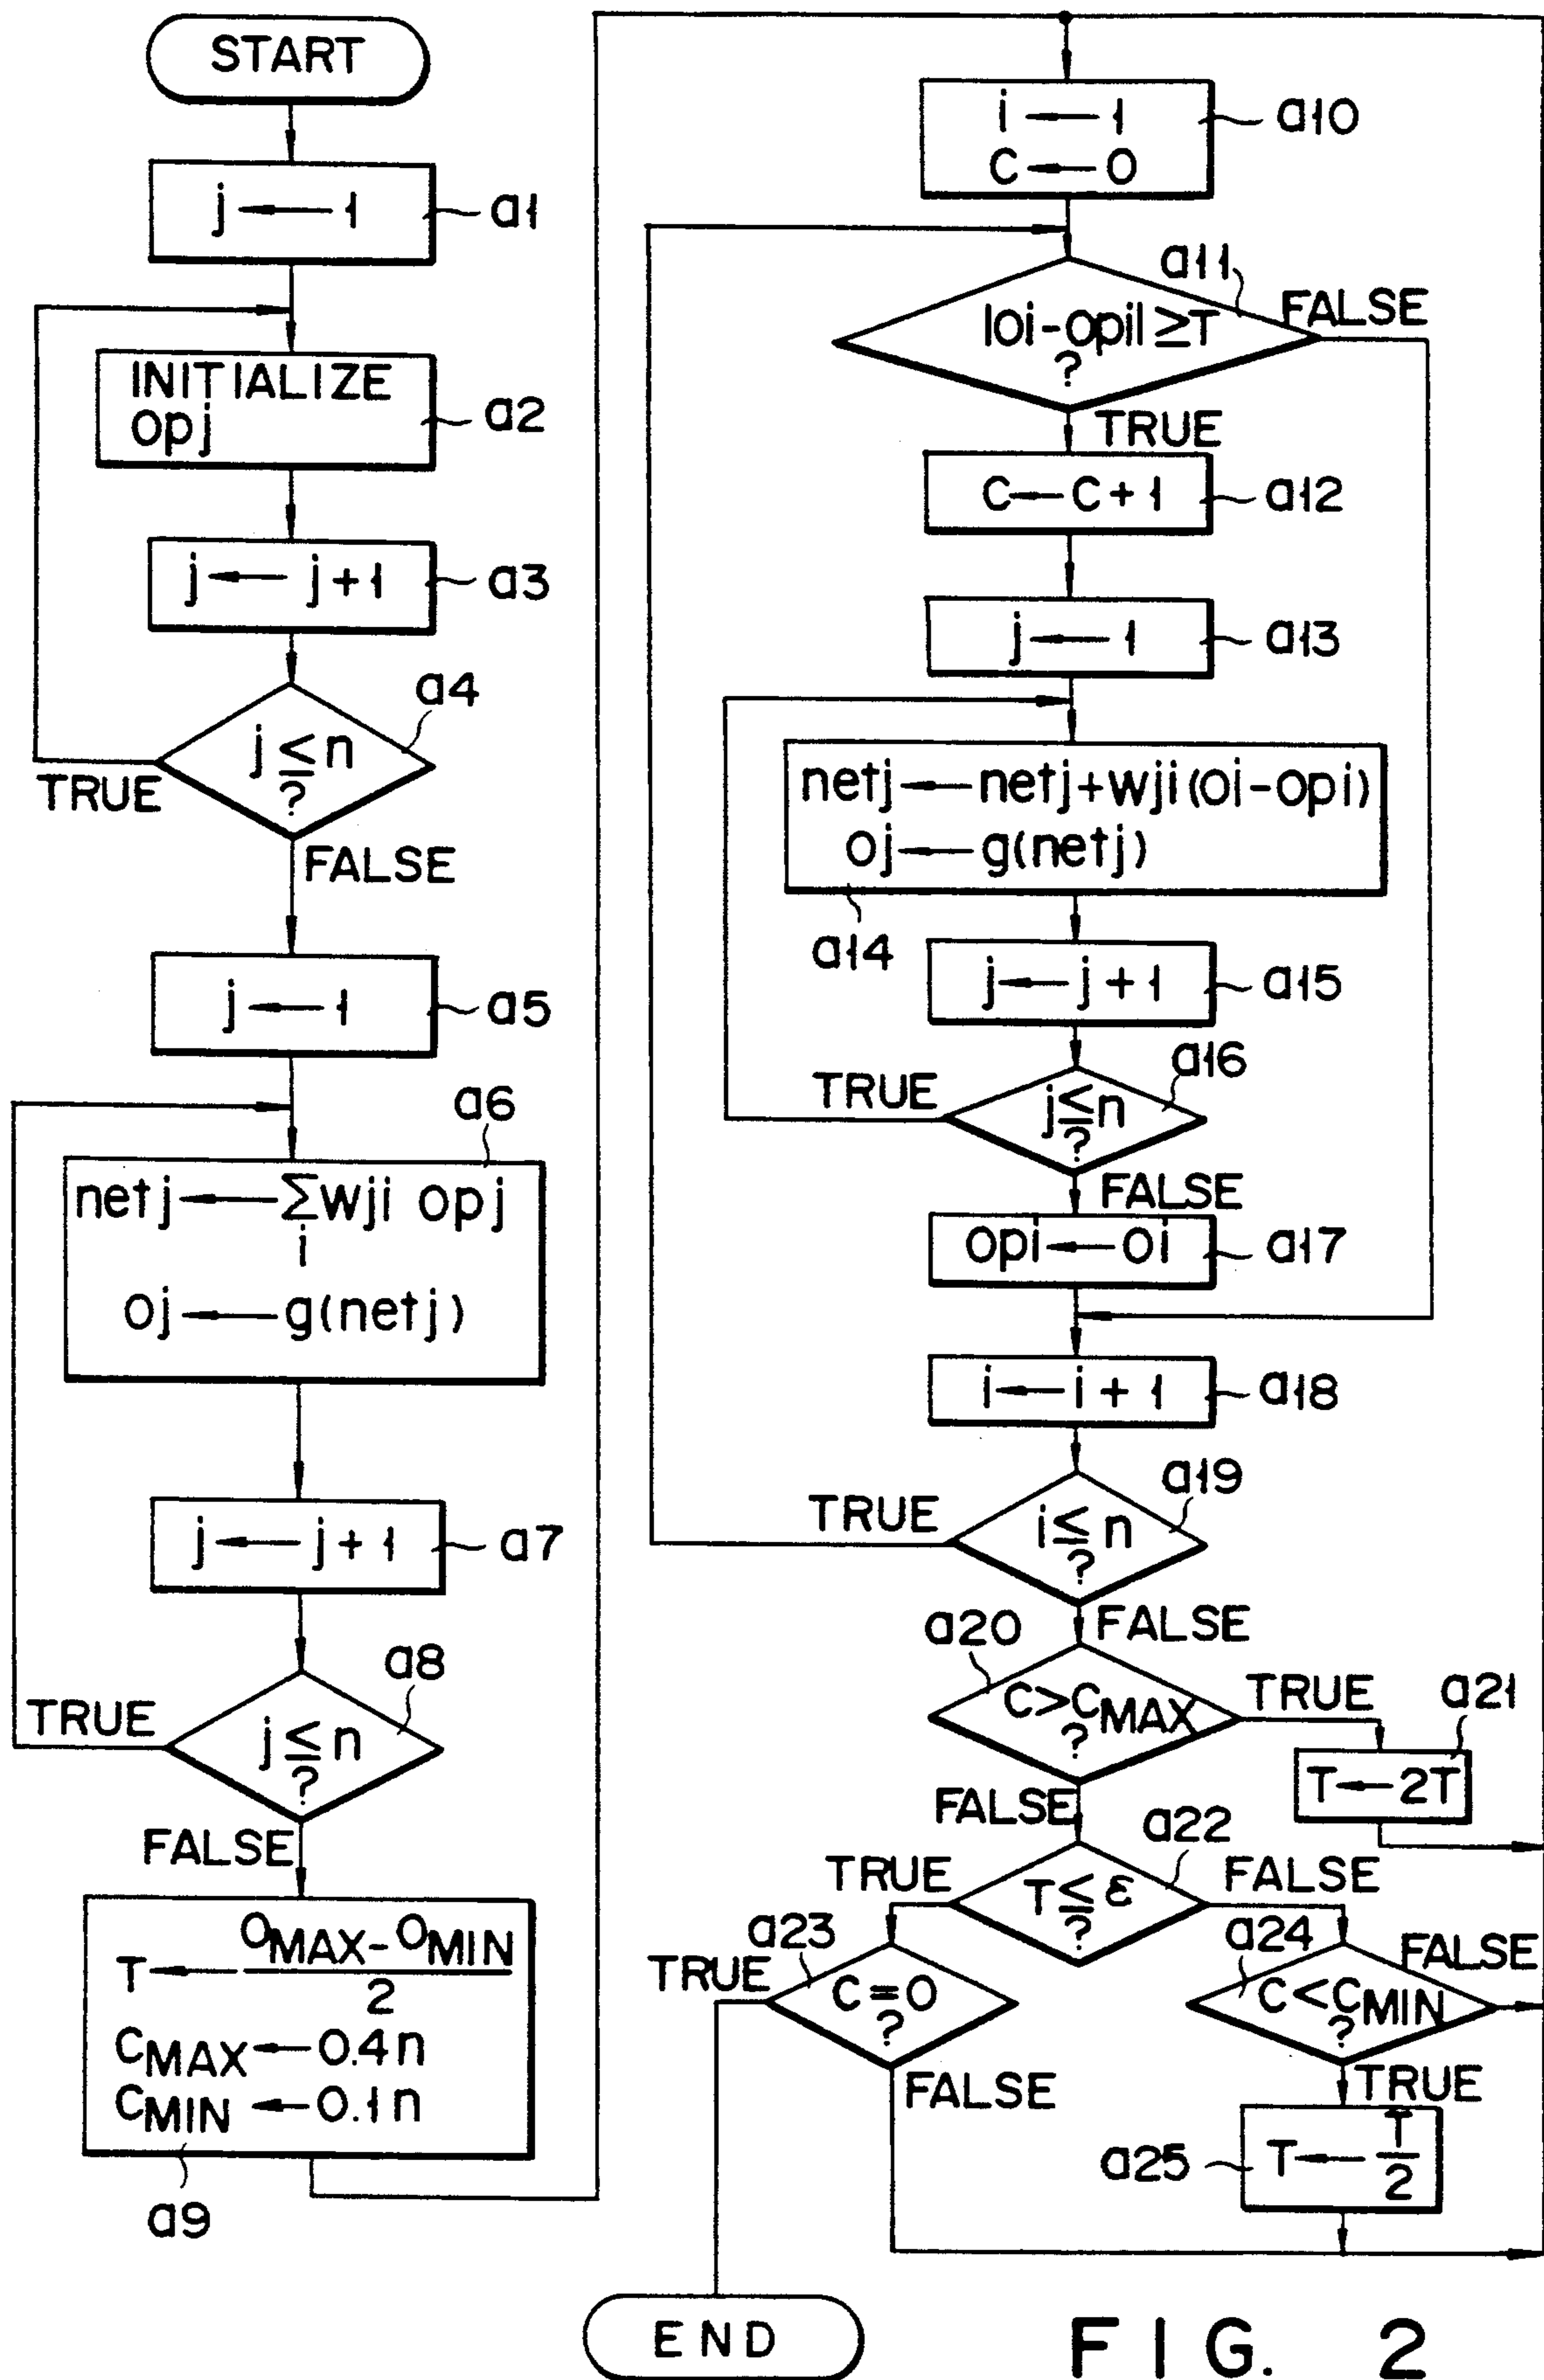 START
j ← 1
a1
INITIALIZE
opj
a2
j ← j+1
a3
a4
j ≤ n
?
TRUE
FALSE
j ← 1
a5
a6
netj ← ∑ wji opj
i
oj ← g(netj)
j ← j+1
a7
a8
j ≤ n
?
TRUE
FALSE
T ← OMAX-OMIN
2
CMAX ← 0.4n
CMIN ← 0.1n
a9
i ← 1
C ← 0
a10
a11
|oi-opi| ≥ T
?
FALSE
TRUE
C ← C+1
a12
j ← 1
a13
netj ← netj+wji(oi-opi)
oj ← g(netj)
a14
j ← j+1
a15
a16
TRUE
j ≤ n
?
FALSE
opi ← oi
a17
i ← i+1
a18
a19
TRUE
i ≤ n
?
FALSE
a20
C>CMAX
?
TRUE
a21
T ← 2T
FALSE
a22
TRUE
T ≤ ε
?
FALSE
a23
TRUE
C=0
?
FALSE
a24
FALSE
C<CMIN
?
TRUE
a25
T ← T
2
END
FIG. 2